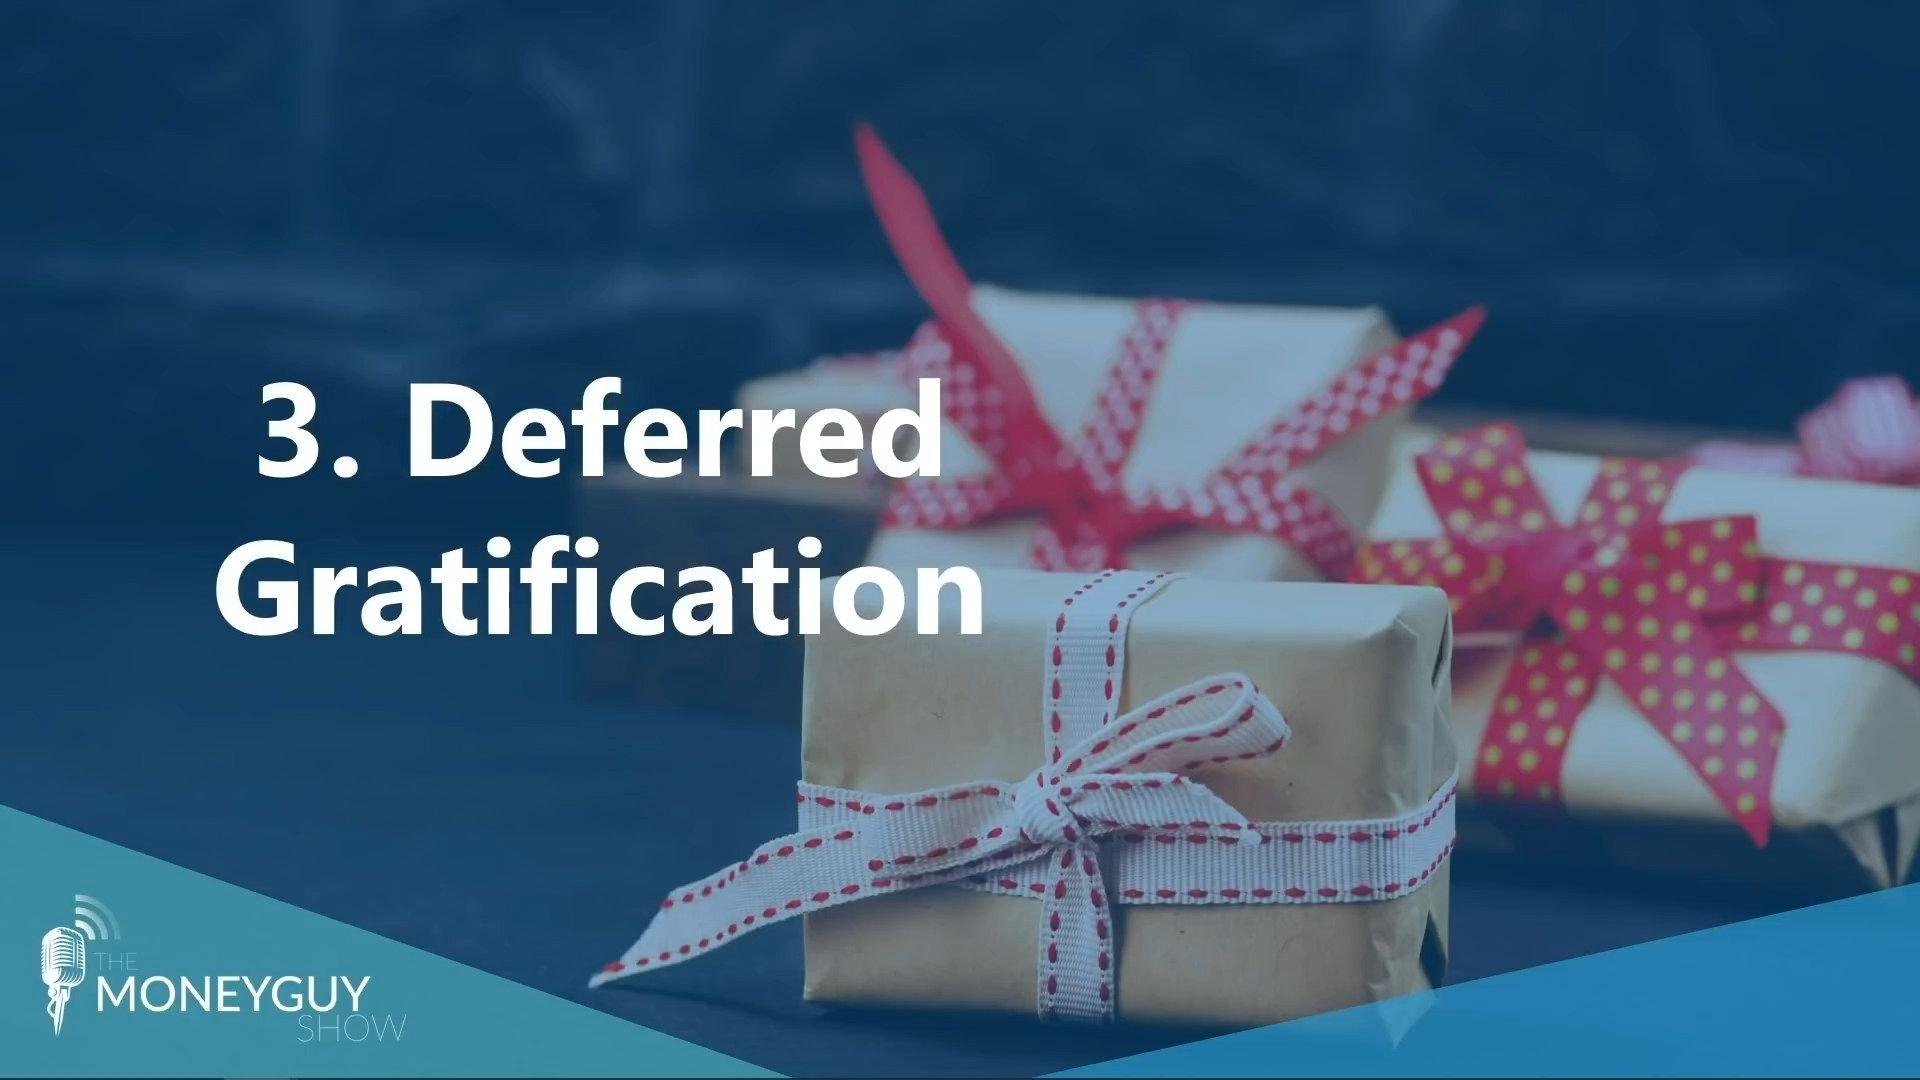 3. Deferred
Gratification
THE
MONEYGUY
SHOW